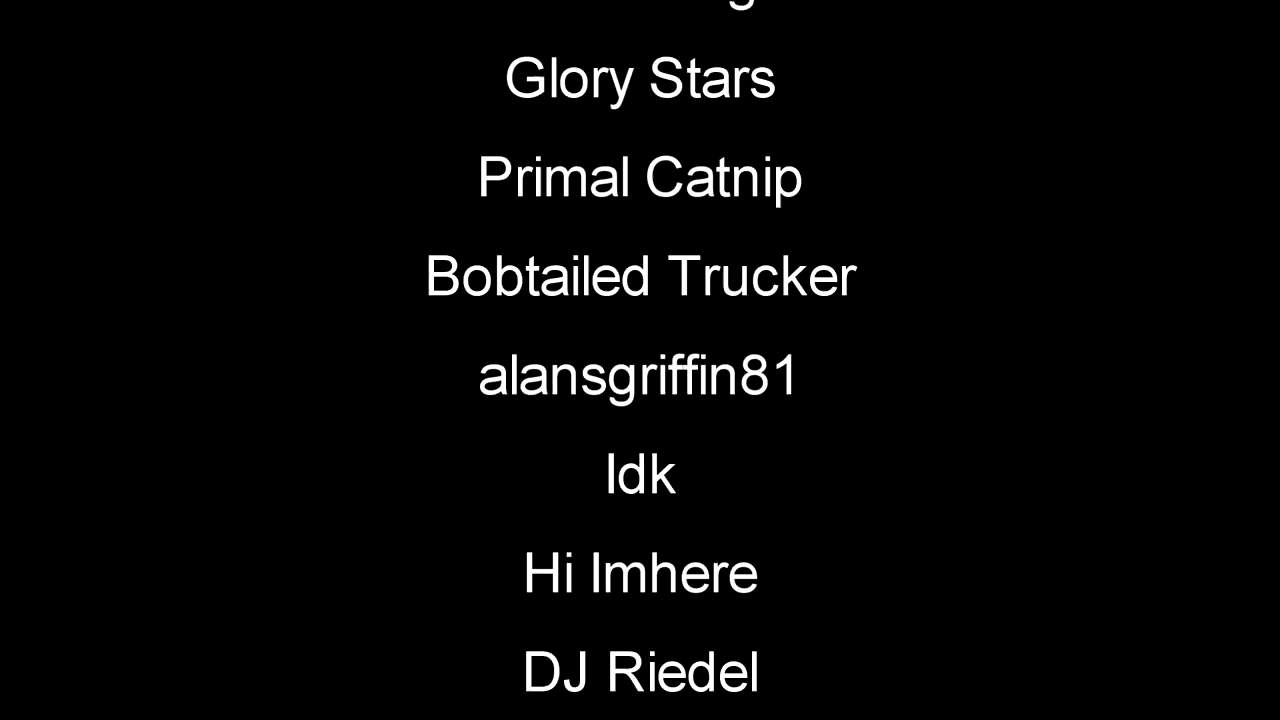 Glory Stars
Primal Catnip
Bobtailed Trucker
alansgriffin81
Idk
Hi Imhere
DJ Riedel